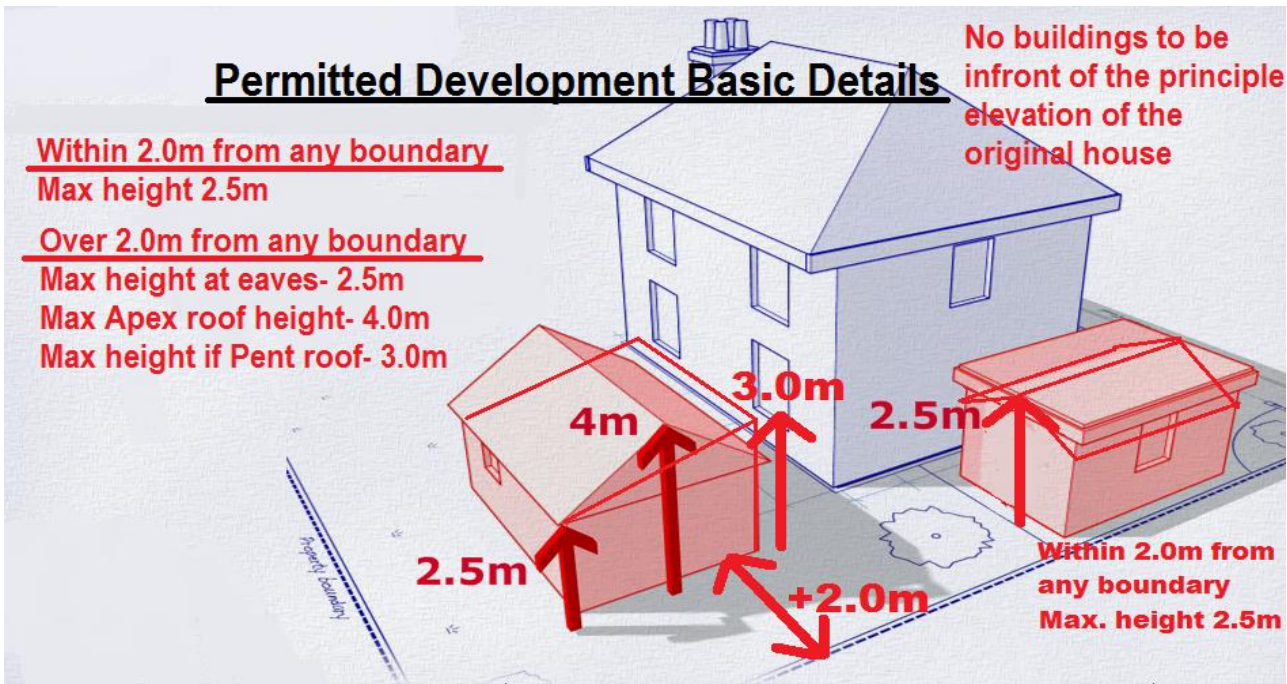 Permitted Development Basic Details
No buildings to be
infront of the principle
elevation of the
original house
Within 2.0m from any boundary
Max height 2.5m
Over 2.0m from any boundary
Max height at eaves- 2.5m
Max Apex roof height- 4.0m
Max height if Pent roof- 3.0m
4m
3.0m
2.5m
2.5m
+2.0m
Property boundary
Within 2.0m from
any boundary
Max. height 2.5m